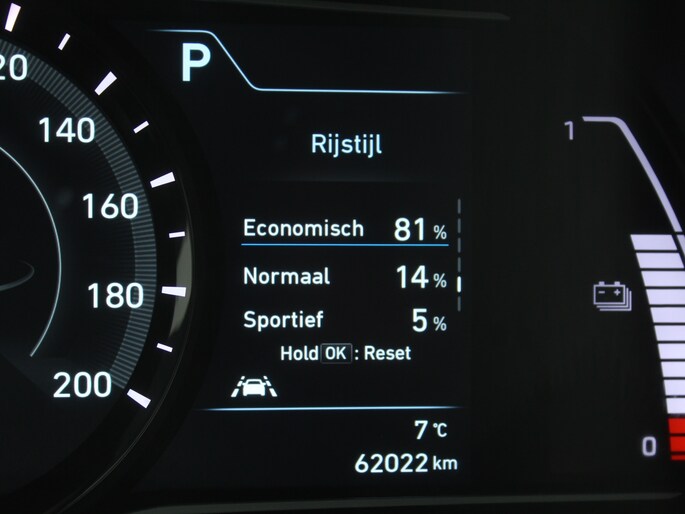 P
20
140
160
180
200
Rijstijl
Economisch 81 %
Normaal 14 %
Sportief 5 %
Hold OK : Reset
7 °C
62022 km
1
0